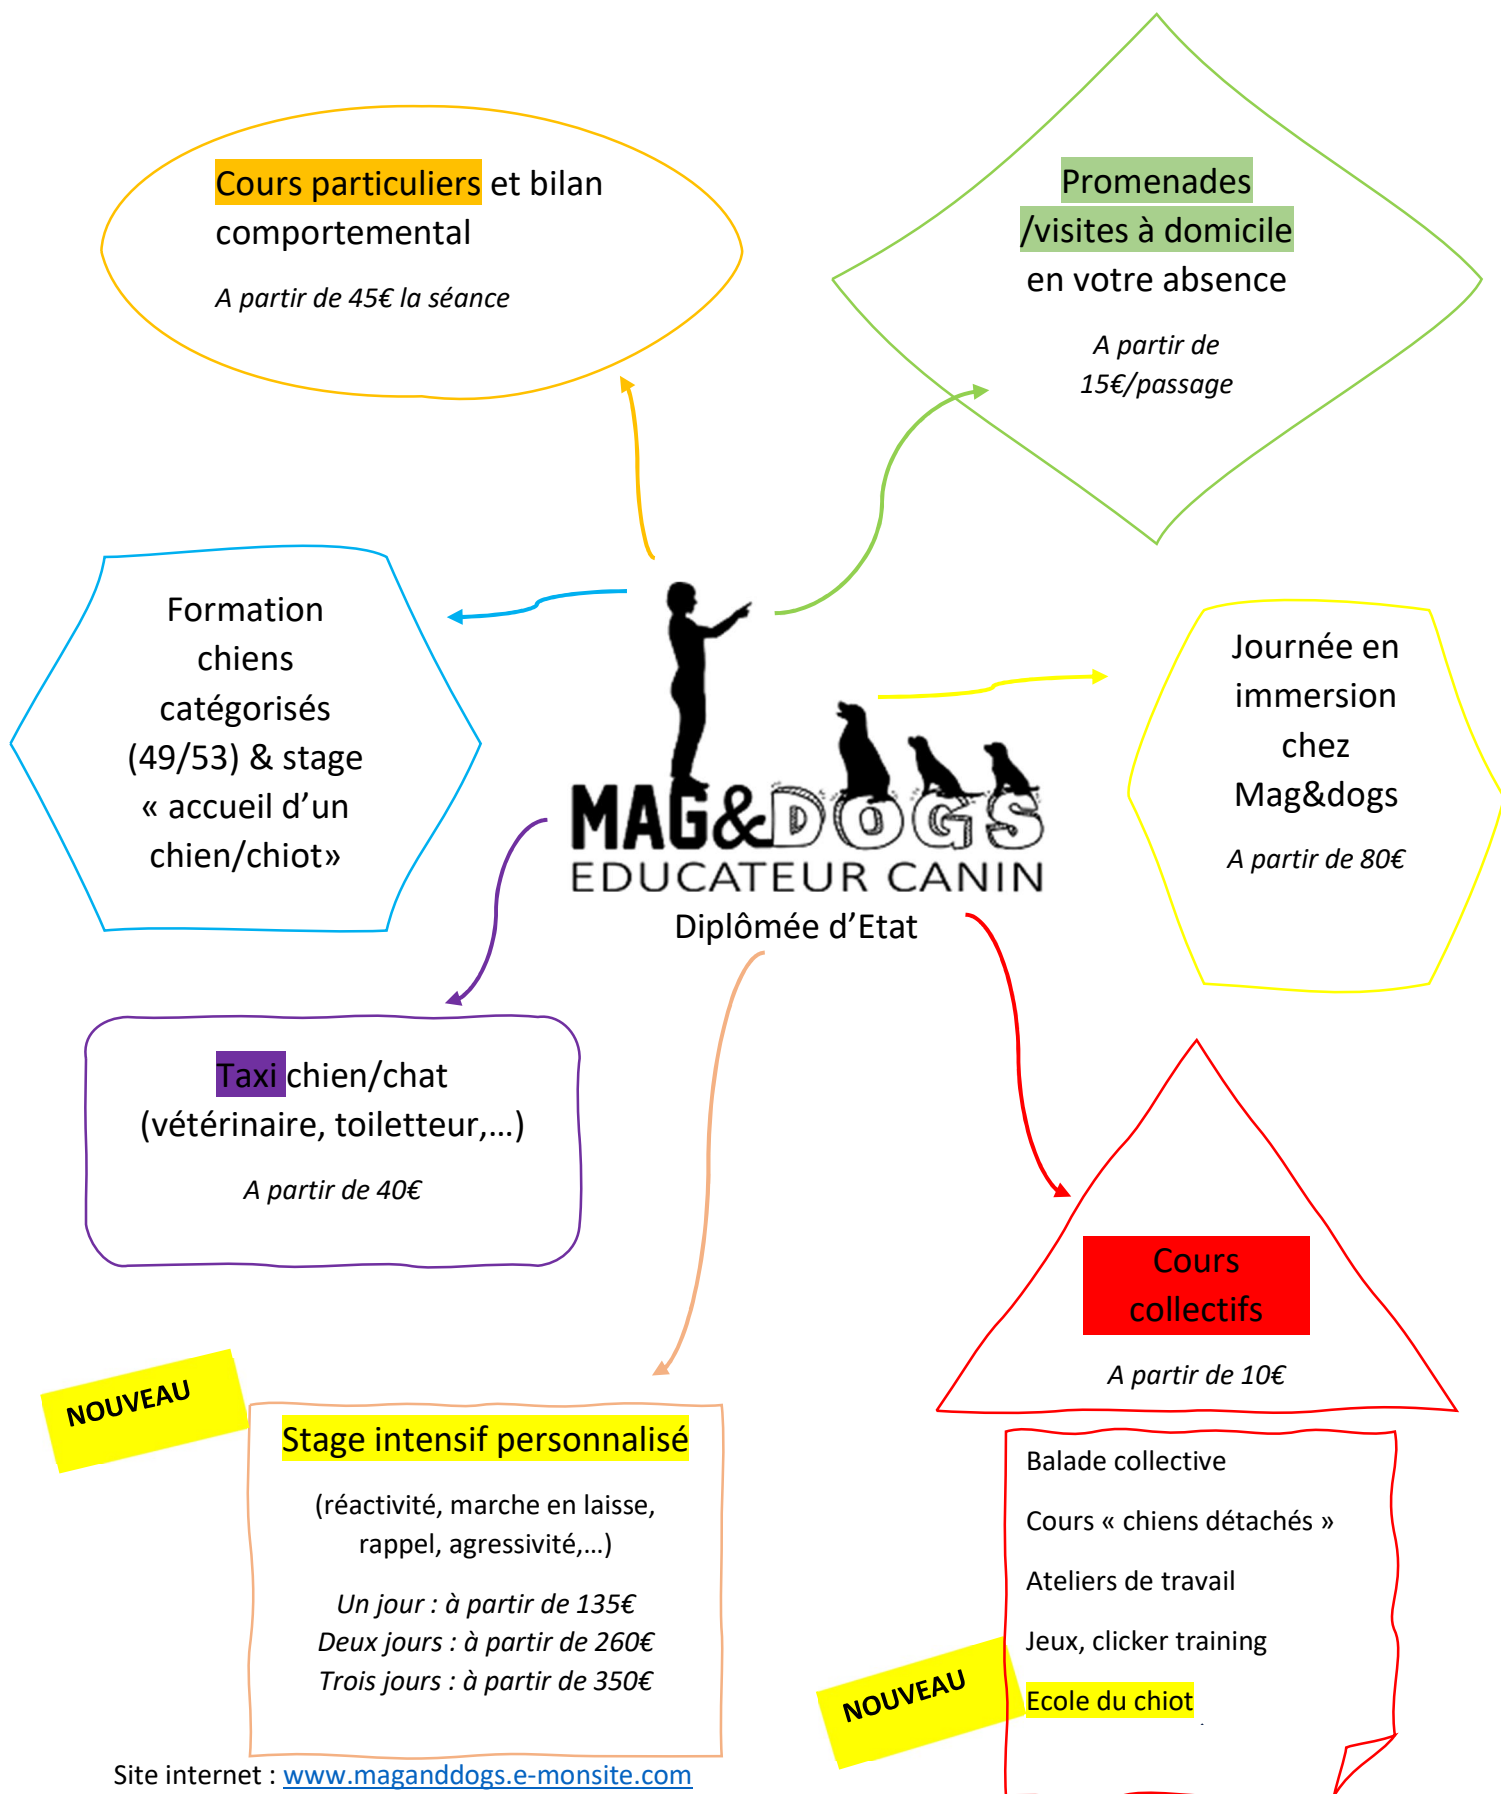 Cours particuliers et bilan
comportemental
A partir de 45€ la séance
Promenades
/visites à domicile
en votre absence
A partir de
15€/passage
Formation
chiens
catégorisés
(49/53) & stage
« accueil d’un
chien/chiot»
MAG&DOGS
EDUCATEUR CANIN
Diplômée d’Etat
Journée en
immersion
chez
Mag&dogs
A partir de 80€
Taxi chien/chat
(vétérinaire, toiletteur,...)
A partir de 40€
Cours
collectifs
A partir de 10€
NOUVEAU
Stage intensif personnalisé
(réactivité, marche en laisse,
rappel, agressivité,...)
Un jour : à partir de 135€
Deux jours : à partir de 260€
Trois jours : à partir de 350€
Balade collective
Cours « chiens détachés »
Ateliers de travail
Jeux, clicker training
NOUVEAU
Ecole du chiot
Site internet : www.maganddogs.e-monsite.com